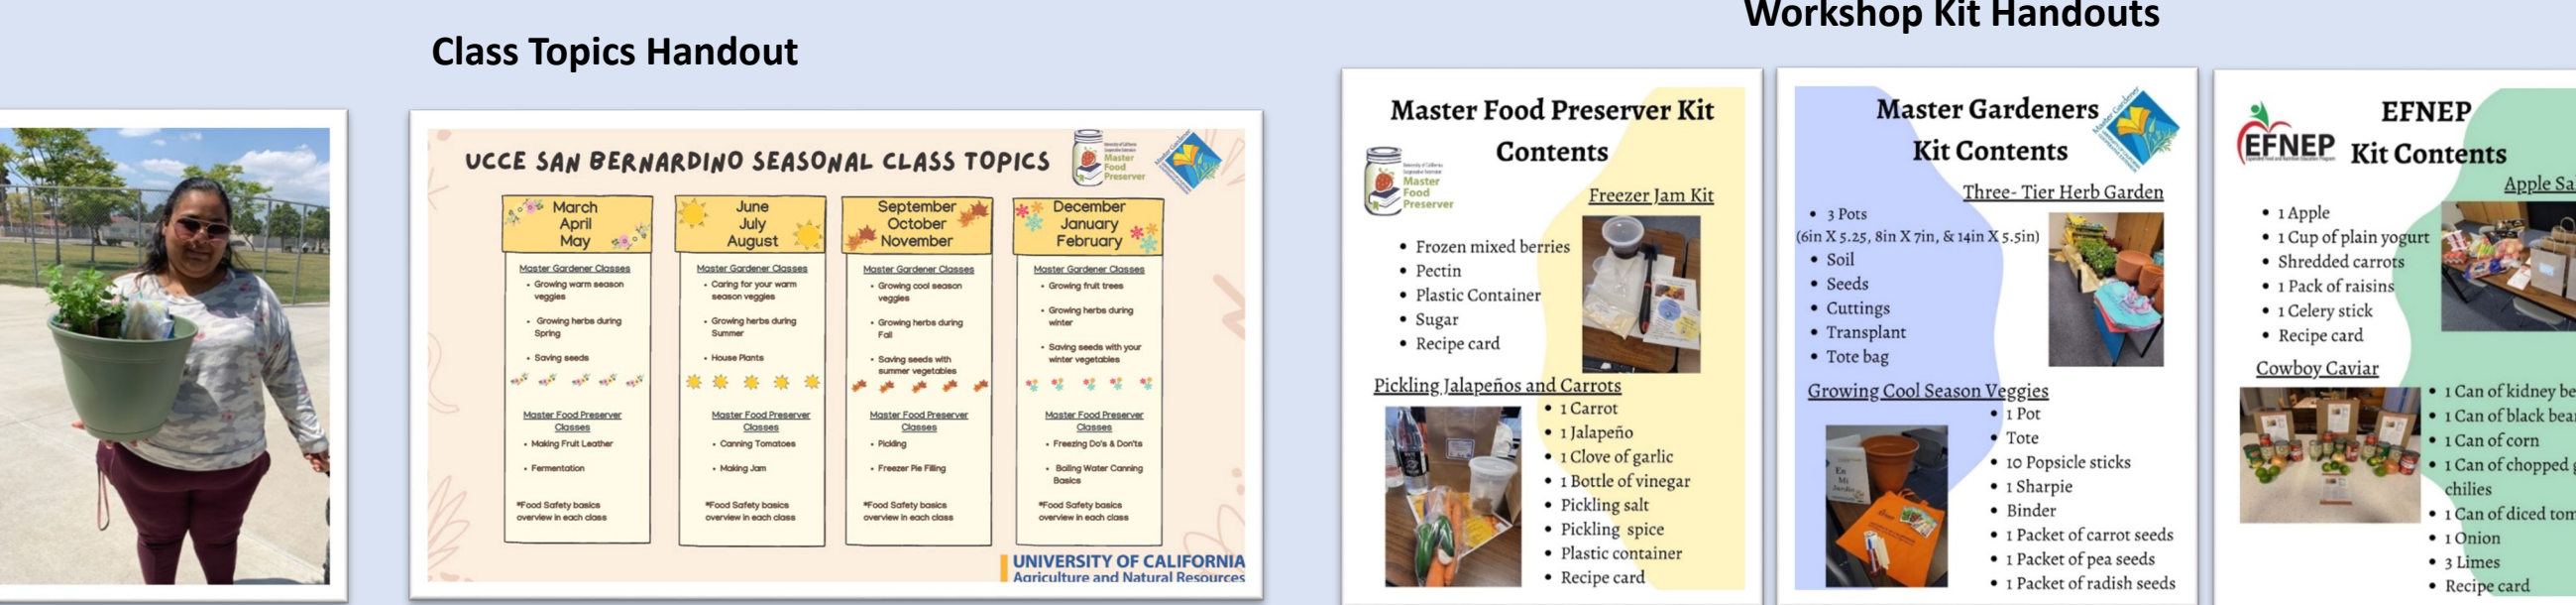 Class Topics Handout
UCCE SAN BERNARDINO SEASONAL CLASS TOPICS
Master
Food
Preserver
March
April
May
Master Gardener Classes
• Growing warm season
veggies
• Growing herbs during
Spring
• Saving seeds
Master Food Preserver
Classes
• Making Fruit Leather
• Fermentation
*Food Safety basics
overview in each class
June
July
August
Master Gardener Classes
• Caring for your warm
season veggies
• Growing herbs during
Summer
• House Plants
Master Food Preserver
Classes
• Canning Tomatoes
• Making Jam
*Food Safety basics
overview in each class
September
October
November
Master Gardener Classes
• Growing cool season
veggies
• Growing herbs during
Fall
• Saving seeds with
summer vegetables
Master Food Preserver
Classes
• Pickling
• Freezer Pie Filling
*Food Safety basics
overview in each class
December
January
February
Master Gardener Classes
• Growing fruit trees
• Growing herbs during
winter
• Saving seeds with your
winter vegetables
Master Food Preserver
Classes
• Freezing Do's & Don'ts
• Boiling Water Canning
Basics
*Food Safety basics
overview in each class
UNIVERSITY OF CALIFORNIA
Agriculture and Natural Resources
Workshop Kit Handouts
Master Food Preserver Kit
Contents
Master
Food
Preserver
Freezer Jam Kit
• Frozen mixed berries
• Pectin
• Plastic Container
• Sugar
• Recipe card
Pickling Jalapeños and Carrots
• 1 Carrot
• 1 Jalapeño
• 1 Clove of garlic
• 1 Bottle of vinegar
• Pickling salt
• Pickling spice
• Plastic container
• Recipe card
Master Gardeners
Kit Contents
Master Gardener
Three- Tier Herb Garden
• 3 Pots
(6in X 5.25, 8in X 7in, & 14in X 5.5in)
• Soil
• Seeds
• Cuttings
• Transplant
• Tote bag
Growing Cool Season Veggies
• 1 Pot
• Tote
• 10 Popsicle sticks
• 1 Sharpie
• Binder
• 1 Packet of carrot seeds
• 1 Packet of pea seeds
• 1 Packet of radish seeds
En
Mi
Jardín
EFNEP
EFNEP
Kit Contents
Apple Sal
• 1 Apple
• 1 Cup of plain yogurt
• Shredded carrots
• 1 Pack of raisins
• 1 Celery stick
• Recipe card
Cowboy Caviar
• 1 Can of kidney be
• 1 Can of black bear
• 1 Can of corn
• 1 Can of chopped g
chilies
• 1 Can of diced tom
• 1 Onion
• 3 Limes
• Recipe card